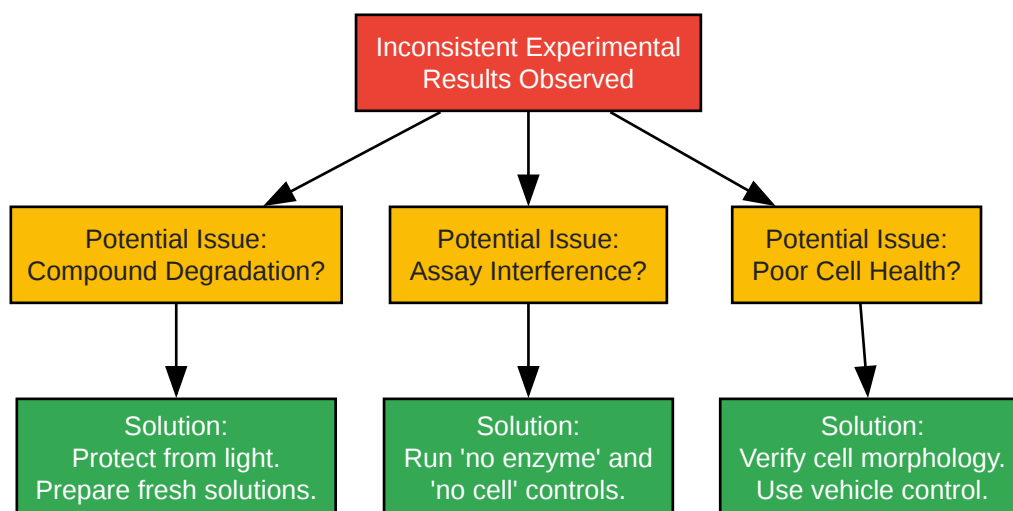 Inconsistent Experimental
Results Observed
Potential Issue:
Compound Degradation?
Potential Issue:
Assay Interference?
Potential Issue:
Poor Cell Health?
Solution:
Protect from light.
Prepare fresh solutions.
Solution:
Run 'no enzyme' and
'no cell' controls.
Solution:
Verify cell morphology.
Use vehicle control.